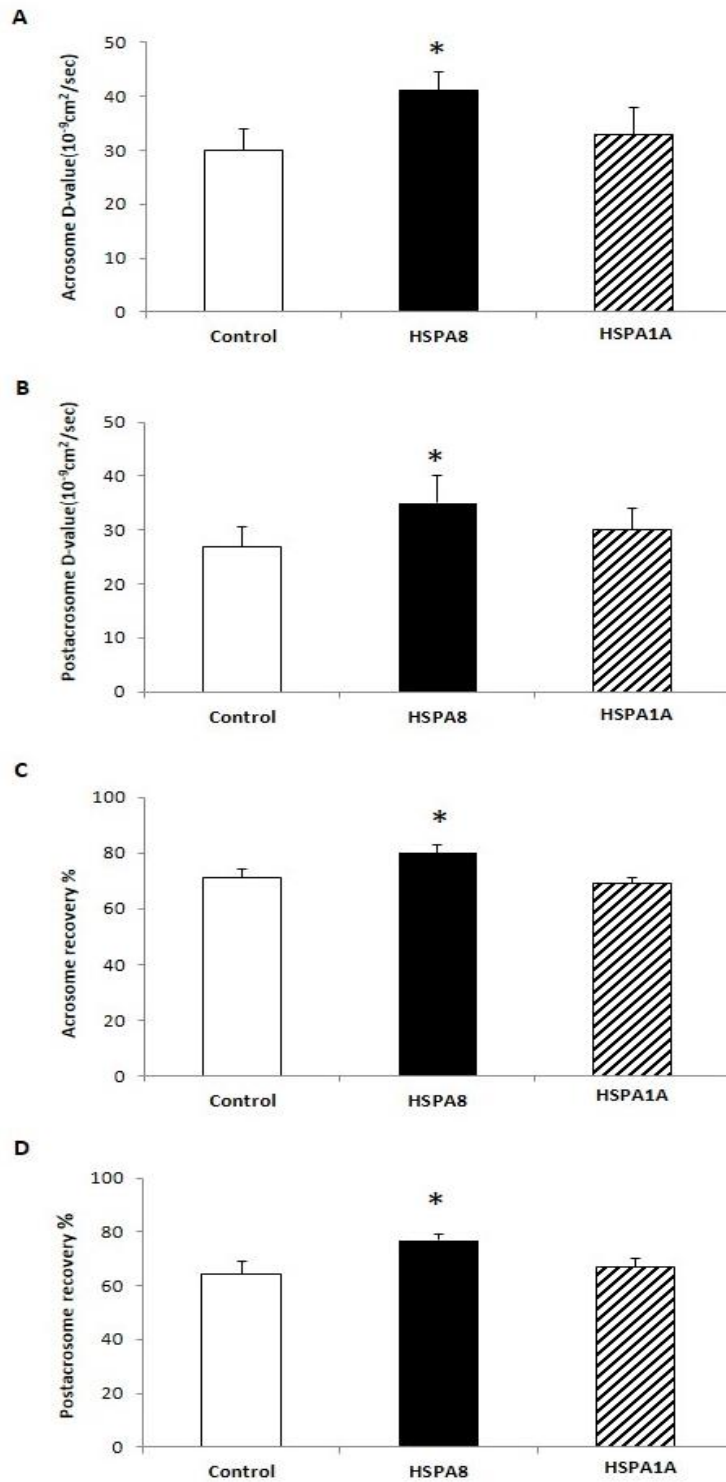 A
Acrosome D-value(10⁻⁹cm²/sec)
50
40
30
20
10
0
*
Control HSPA8 HSPA1A
B
Postacrosome D-value(10⁻⁹cm²/sec)
50
40
30
20
10
0
*
Control HSPA8 HSPA1A
C
Acrosome recovery %
100
80
60
40
20
0
*
Control HSPA8 HSPA1A
D
Postacrosome recovery %
100
80
60
40
20
0
*
Control HSPA8 HSPA1A